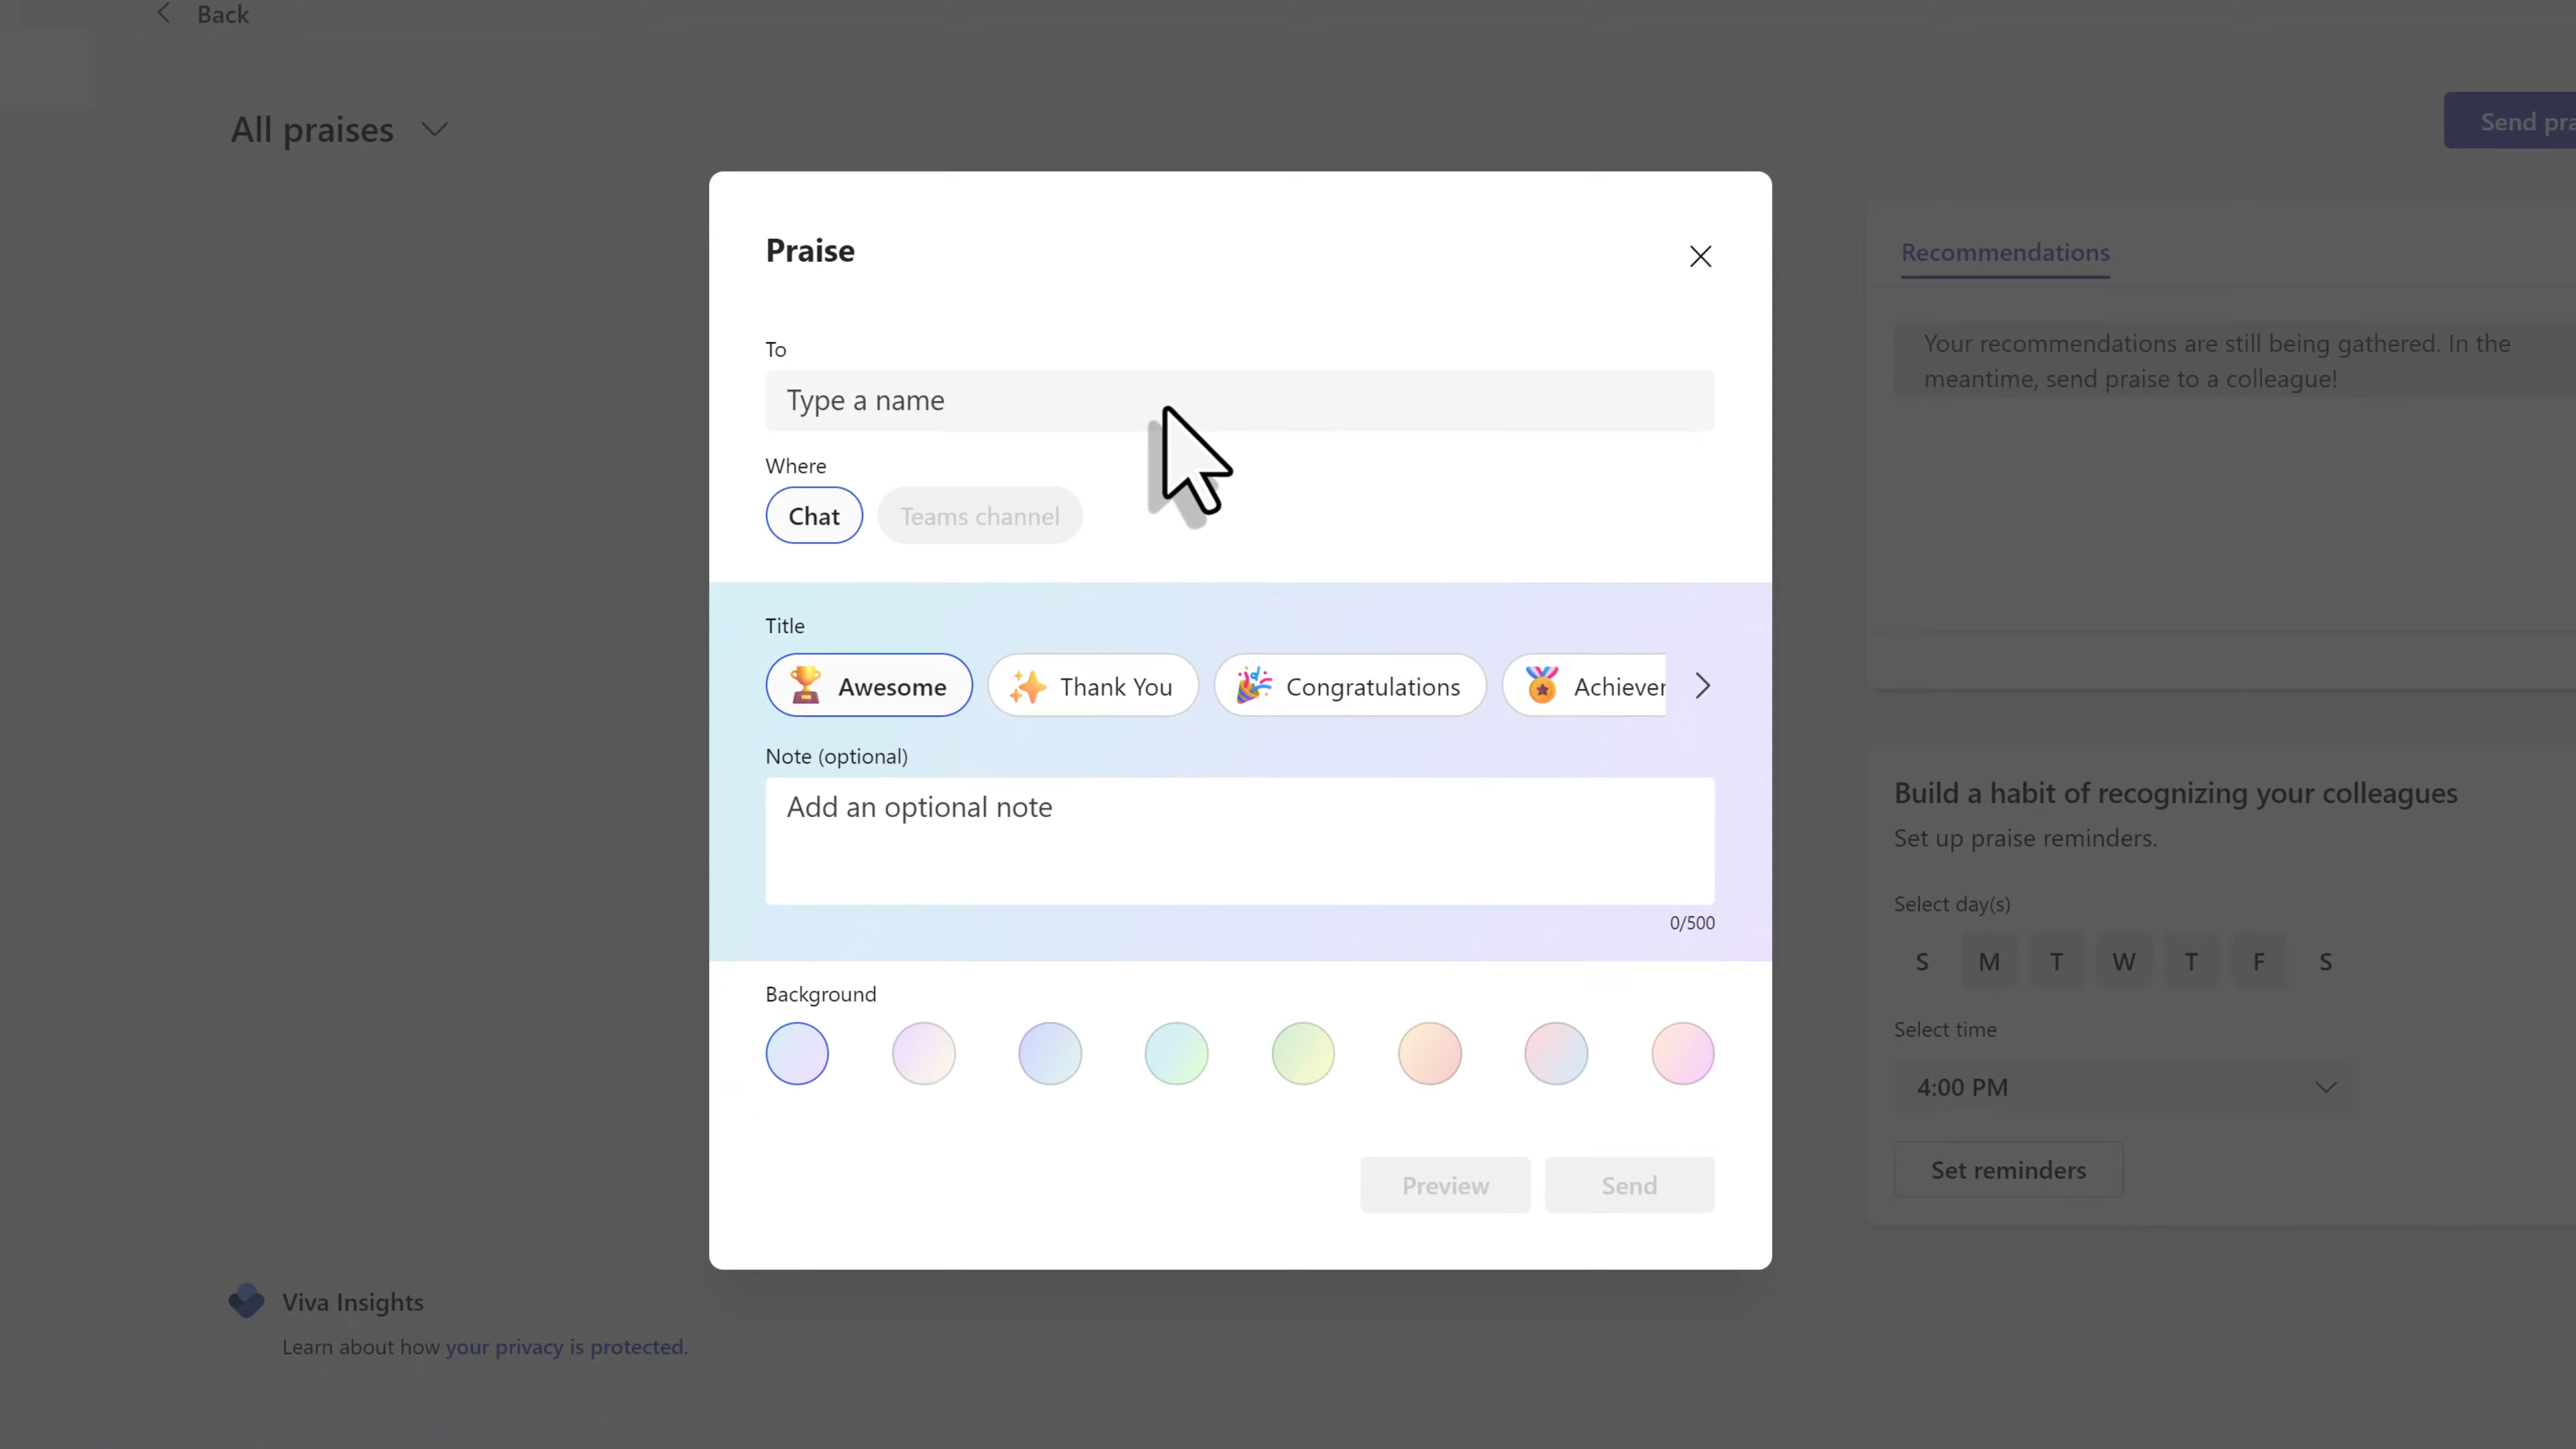 Back
All praises
Send pra
Praise
To
Type a name
Where
Chat
Teams channel
Title
Awesome
Thank You
Congratulations
Achiever
Note (optional)
Add an optional note
0/500
Background
Preview
Send
Recommendations
Your recommendations are still being gathered. In the
meantime, send praise to a colleague!
Build a habit of recognizing your colleagues
Set up praise reminders.
Select day(s)
S M T W T F S
Select time
4:00 PM
Set reminders
Viva Insights
Learn about how your privacy is protected.